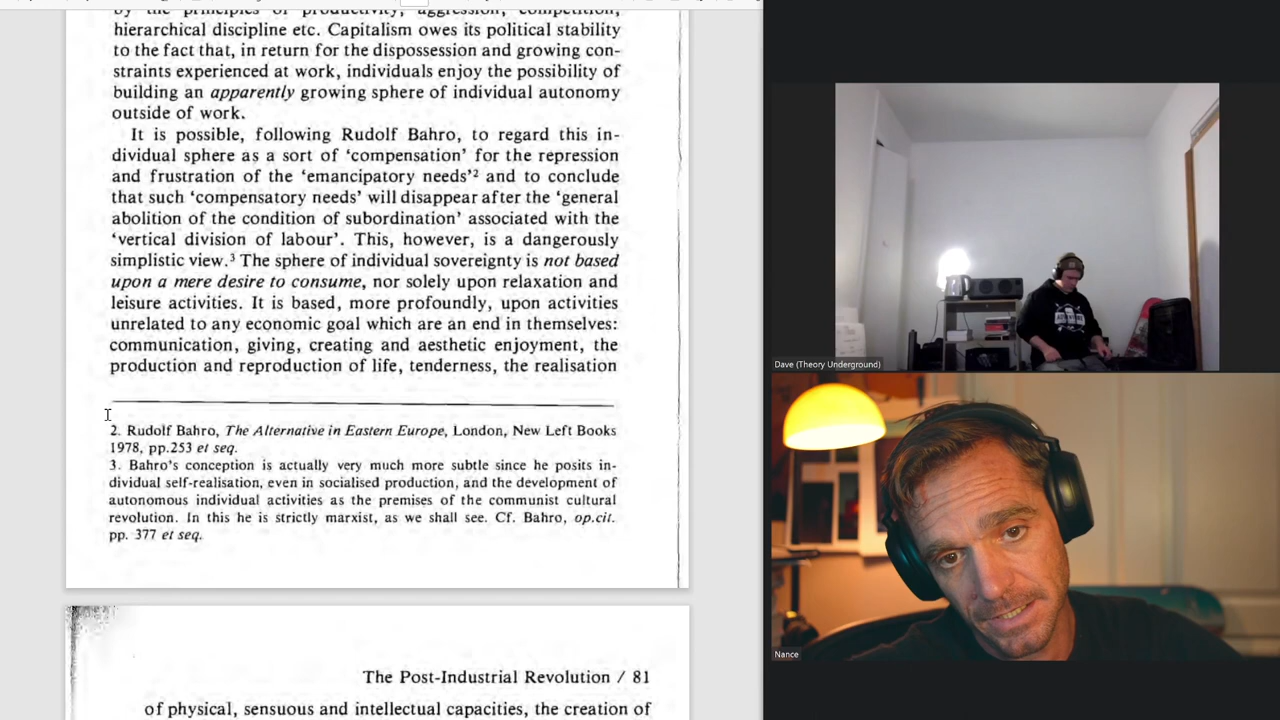 by the principles of productivity, aggression, competition,
hierarchical discipline etc. Capitalism owes its political stability
to the fact that, in return for the dispossession and growing con-
straints experienced at work, individuals enjoy the possibility of
building an apparently growing sphere of individual autonomy
outside of work.
It is possible, following Rudolf Bahro, to regard this in-
dividual sphere as a sort of ‘compensation’ for the repression
and frustration of the ‘emancipatory needs’² and to conclude
that such ‘compensatory needs’ will disappear after the ‘general
abolition of the condition of subordination’ associated with the
‘vertical division of labour’. This, however, is a dangerously
simplistic view.³ The sphere of individual sovereignty is not based
upon a mere desire to consume, nor solely upon relaxation and
leisure activities. It is based, more profoundly, upon activities
unrelated to any economic goal which are an end in themselves:
communication, giving, creating and aesthetic enjoyment, the
production and reproduction of life, tenderness, the realisation
2. Rudolf Bahro, The Alternative in Eastern Europe, London, New Left Books
1978, pp.253 et seq.
3. Bahro’s conception is actually very much more subtle since he posits in-
dividual self-realisation, even in socialised production, and the development of
autonomous individual activities as the premises of the communist cultural
revolution. In this he is strictly marxist, as we shall see. Cf. Bahro, op.cit.
pp. 377 et seq.
The Post-Industrial Revolution / 81
of physical, sensuous and intellectual capacities, the creation of
Dave (Theory Underground)
Nance